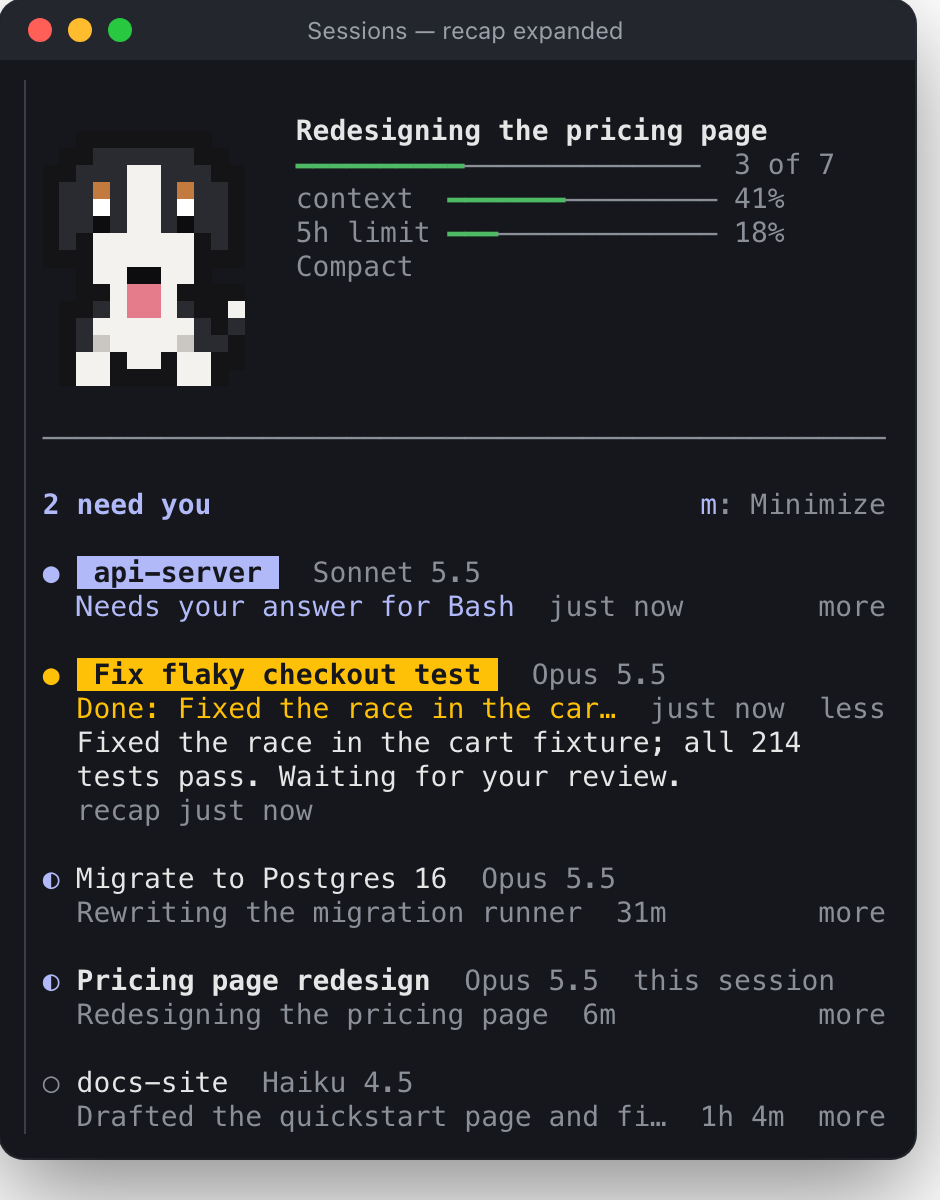 Sessions — recap expanded
Redesigning the pricing page
3 of 7
context 41%
5h limit 18%
Compact
2 need you m: Minimize
● api-server Sonnet 5.5
Needs your answer for Bash just now more
● Fix flaky checkout test Opus 5.5
Done: Fixed the race in the car… just now less
Fixed the race in the cart fixture; all 214
tests pass. Waiting for your review.
recap just now
◐ Migrate to Postgres 16 Opus 5.5
Rewriting the migration runner 31m more
◐ Pricing page redesign Opus 5.5 this session
Redesigning the pricing page 6m more
○ docs-site Haiku 4.5
Drafted the quickstart page and fi… 1h 4m more